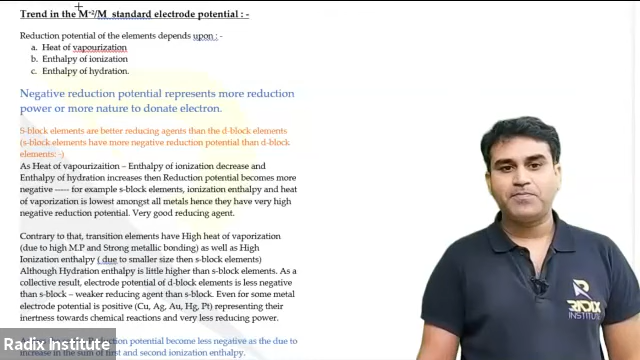 Trend in the M⁺²/M standard electrode potential : -
Reduction potential of the elements depends upon : -
a. Heat of vapourization
b. Enthalpy of ionization
c. Enthalpy of hydration.
Negative reduction potential represents more reduction
power or more nature to donate electron.
S-block elements are better reducing agents than the d-block elements
(s-block elements have more negative reduction potential than d-block
elements: -)
As Heat of vapourizaition – Enthalpy of ionization decrease and
Enthalpy of hydration increases then Reduction potential becomes more
negative ----- for example s-block elements, ionization enthalpy and heat
of vaporization is lowest amongst all metals hence they have very high
negative reduction potential. Very good reducing agent.
Contrary to that, transition elements have High heat of vaporization
(due to high M.P and Strong metallic bonding) as well as High
Ionization enthalpy ( due to smaller size then s-block elements)
Although Hydration enthalpy is little higher than s-block elements. As a
collective result, electrode potential of d-block elements is less negative
than s-block – weaker reducing agent than s-block. Even for some metal
electrode potential is positive (Cu, Ag, Au, Hg, Pt) representing their
inertness towards chemical reactions and very less reducing power.
Reduction potential become less negative as the due to
increase in the sum of first and second ionization enthalpy.
Radix Institute
RADIX
INSTITUTE